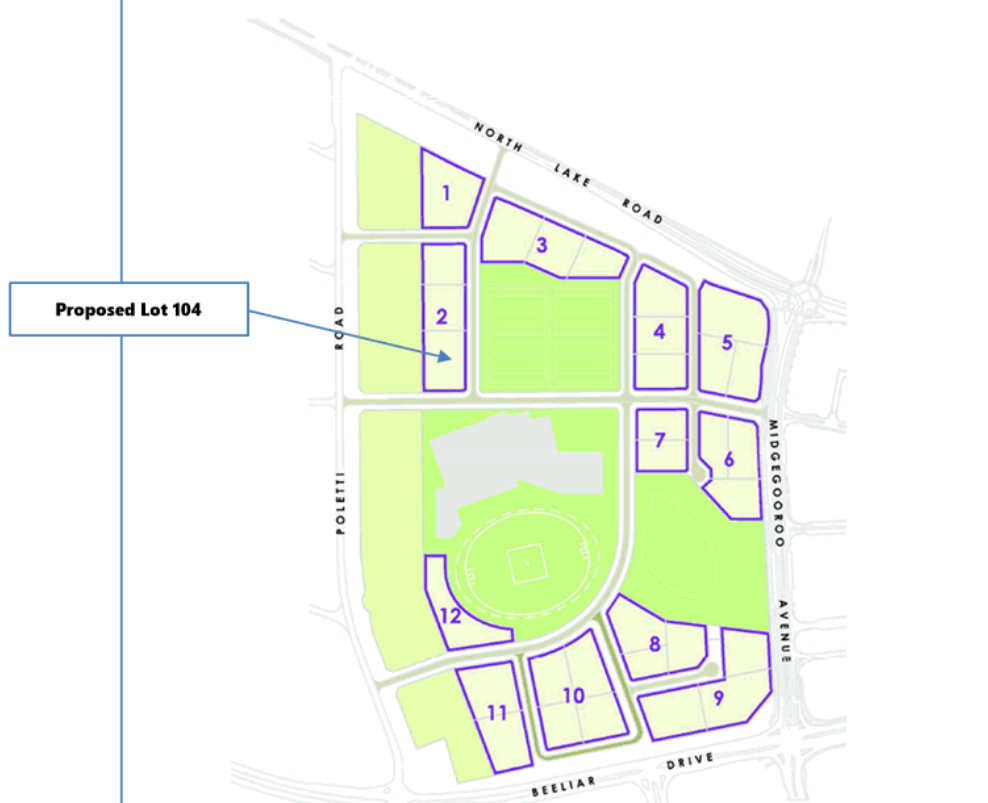 NORTH LAKE ROAD
1
3
2
Proposed Lot 104
4
5
POLETTI ROAD
7
6
MIDGEGOOROO AVENUE
12
8
10
9
11
BEELIAR DRIVE